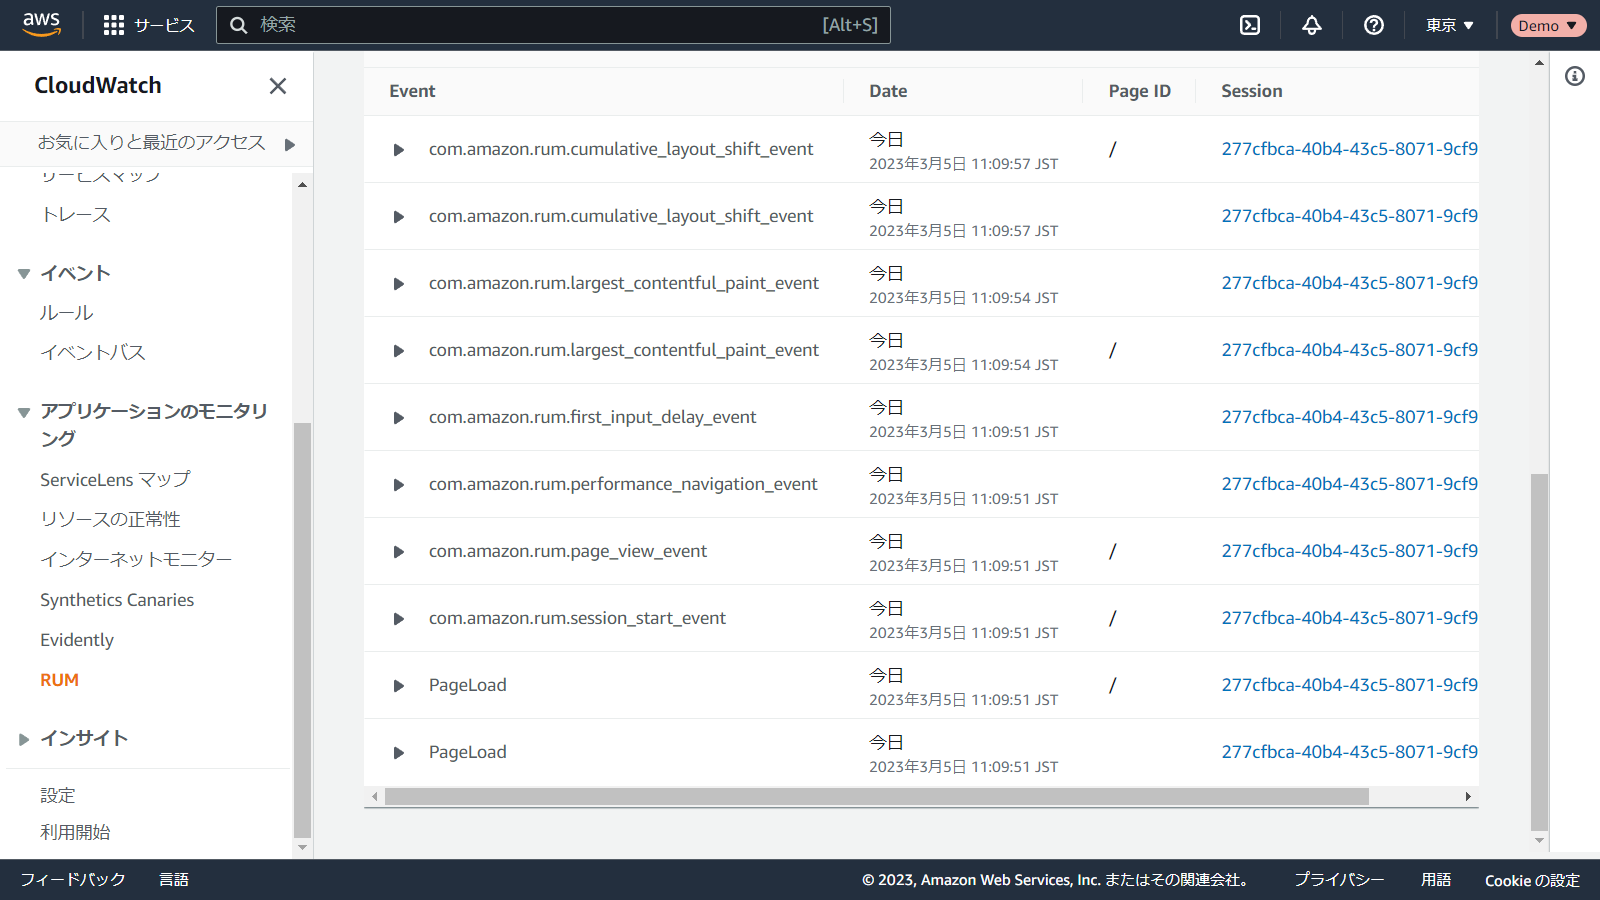 aws
サービス
検索
[Alt+S]
東京
Demo
CloudWatch
お気に入りと最近のアクセス
サービスマップ
トレース
イベント
ルール
イベントバス
アプリケーションのモニタリ
ング
ServiceLens マップ
リソースの正常性
インターネットモニター
Synthetics Canaries
Evidently
RUM
インサイト
設定
利用開始
Event Date Page ID Session
com.amazon.rum.cumulative_layout_shift_event 今日 / 277cfbca-40b4-43c5-8071-9cf9
2023年3月5日 11:09:57 JST
com.amazon.rum.cumulative_layout_shift_event 今日 277cfbca-40b4-43c5-8071-9cf9
2023年3月5日 11:09:57 JST
com.amazon.rum.largest_contentful_paint_event 今日 277cfbca-40b4-43c5-8071-9cf9
2023年3月5日 11:09:54 JST
com.amazon.rum.largest_contentful_paint_event 今日 / 277cfbca-40b4-43c5-8071-9cf9
2023年3月5日 11:09:54 JST
com.amazon.rum.first_input_delay_event 今日 277cfbca-40b4-43c5-8071-9cf9
2023年3月5日 11:09:51 JST
com.amazon.rum.performance_navigation_event 今日 277cfbca-40b4-43c5-8071-9cf9
2023年3月5日 11:09:51 JST
com.amazon.rum.page_view_event 今日 / 277cfbca-40b4-43c5-8071-9cf9
2023年3月5日 11:09:51 JST
com.amazon.rum.session_start_event 今日 / 277cfbca-40b4-43c5-8071-9cf9
2023年3月5日 11:09:51 JST
PageLoad 今日 / 277cfbca-40b4-43c5-8071-9cf9
2023年3月5日 11:09:51 JST
PageLoad 今日 277cfbca-40b4-43c5-8071-9cf9
2023年3月5日 11:09:51 JST
フィードバック 言語 © 2023, Amazon Web Services, Inc. またはその関連会社。 プライバシー 用語 Cookie の設定